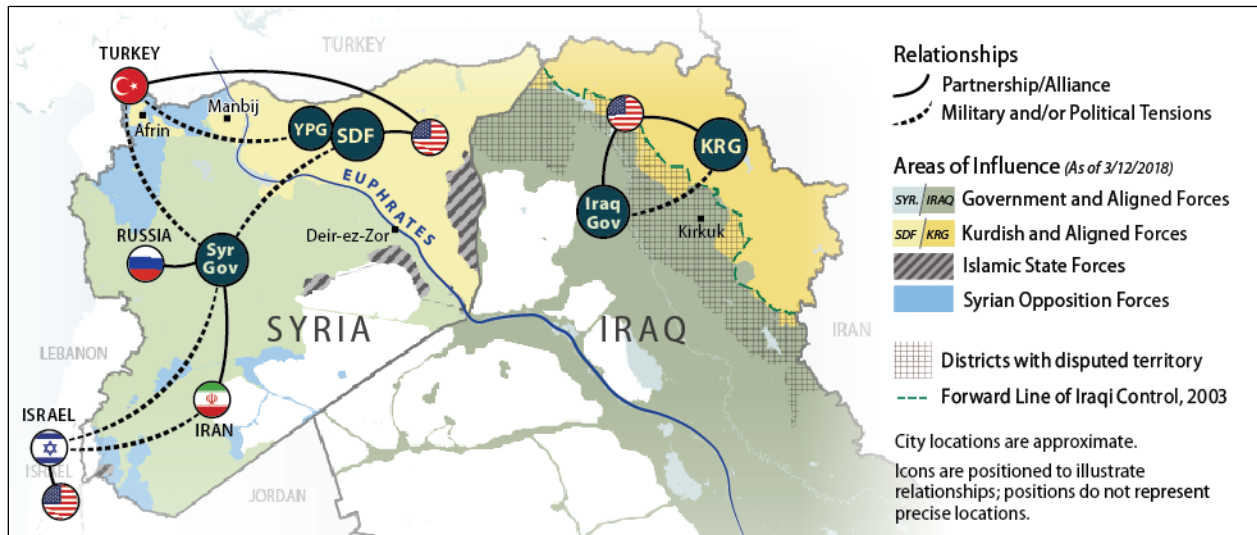 TURKEY
TURKEY
Manbij
Afrin
YPG
SDF
KRG
EUPHRATES
Iraq
Gov
Kirkuk
Deir-ez-Zor
RUSSIA
Syr
Gov
SYRIA
IRAQ
IRAN
LEBANON
ISRAEL
IRAN
ISRAEL
JORDAN
Relationships
Partnership/Alliance
Military and/or Political Tensions
Areas of Influence (As of 3/12/2018)
SYR. / IRAQ Government and Aligned Forces
SDF / KRG Kurdish and Aligned Forces
Islamic State Forces
Syrian Opposition Forces
Districts with disputed territory
Forward Line of Iraqi Control, 2003
City locations are approximate.
Icons are positioned to illustrate
relationships; positions do not represent
precise locations.